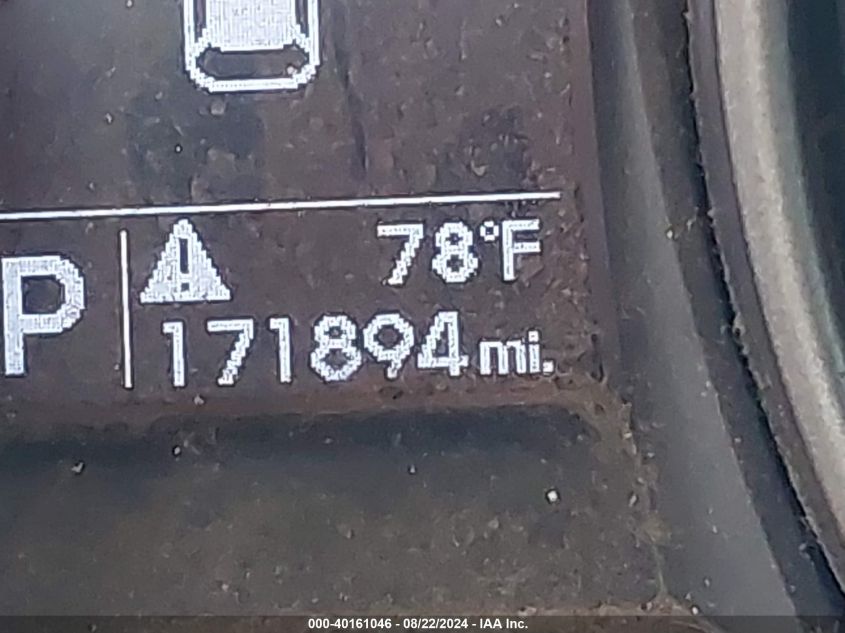 P
78°F
171894 mi.
000-40161046 - 08/22/2024 - IAA Inc.